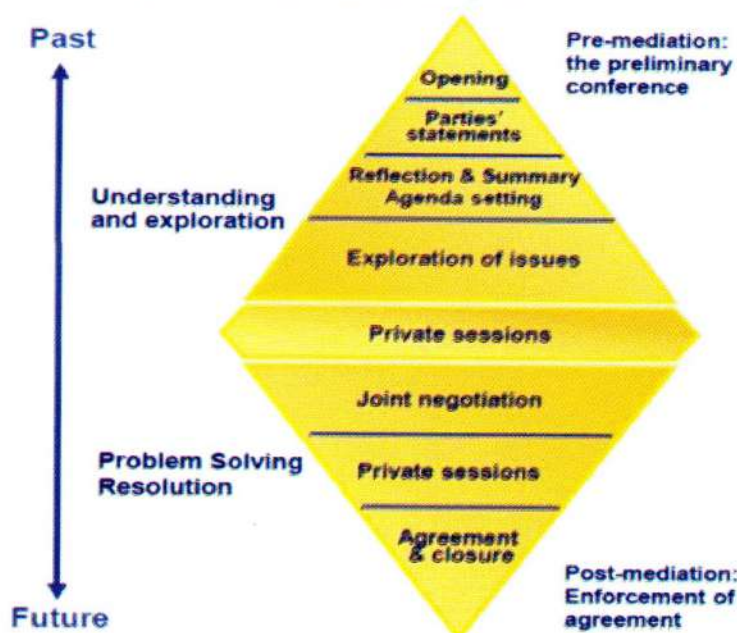 Past
Pre-mediation:
the preliminary
conference
Opening
Parties'
statements
Reflection & Summary
Agenda setting
Understanding
and exploration
Exploration of issues
Private sessions
Joint negotiation
Problem Solving
Resolution
Private sessions
Agreement
& closure
Post-mediation:
Enforcement of
agreement
Future